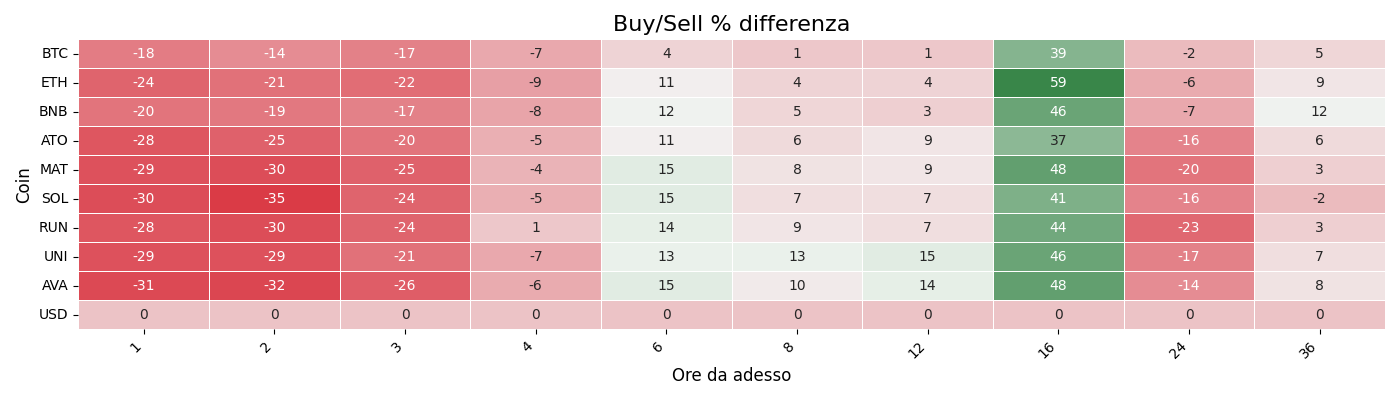 Buy/Sell % differenza
Coin
BTC -18 -14 -17 -7 4 1 1 39 -2 5
ETH -24 -21 -22 -9 11 4 4 59 -6 9
BNB -20 -19 -17 -8 12 5 3 46 -7 12
ATO -28 -25 -20 -5 11 6 9 37 -16 6
MAT -29 -30 -25 -4 15 8 9 48 -20 3
SOL -30 -35 -24 -5 15 7 7 41 -16 -2
RUN -28 -30 -24 1 14 9 7 44 -23 3
UNI -29 -29 -21 -7 13 13 15 46 -17 7
AVA -31 -32 -26 -6 15 10 14 48 -14 8
USD 0 0 0 0 0 0 0 0 0 0
1 2 3 4 6 8 12 16 24 36
Ore da adesso